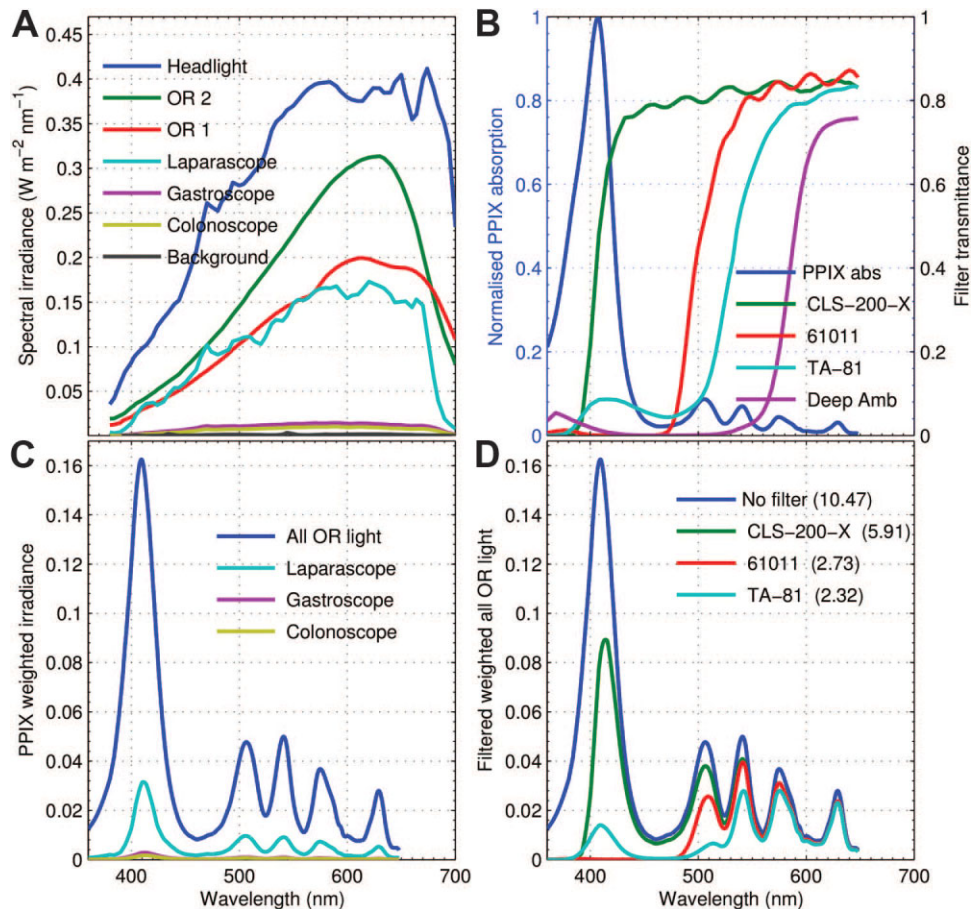 A
Spectral irradiance (W m−2 nm−1)
0.45
0.4
0.35
0.3
0.25
0.2
0.15
0.1
0.05
Headlight
OR 2
OR 1
Laparascope
Gastroscope
Colonoscope
Background
400 500 600 700
B
Normalised PPIX absorption
1
0.8
0.6
0.4
0.2
0
PPIX abs
CLS−200−X
61011
TA−81
Deep Amb
1
0.8
0.6
0.4
0.2
0
Filter transmittance
500 600
C
PPIX weighted irradiance
0.16
0.14
0.12
0.1
0.08
0.06
0.04
0.02
0
All OR light
Laparascope
Gastroscope
Colonoscope
400 500 600 700
Wavelength (nm)
D
Filtered weighted all OR light
0.16
0.14
0.12
0.1
0.08
0.06
0.04
0.02
0
No filter (10.47)
CLS−200−X (5.91)
61011 (2.73)
TA−81 (2.32)
400 500 600 700
Wavelength (nm)